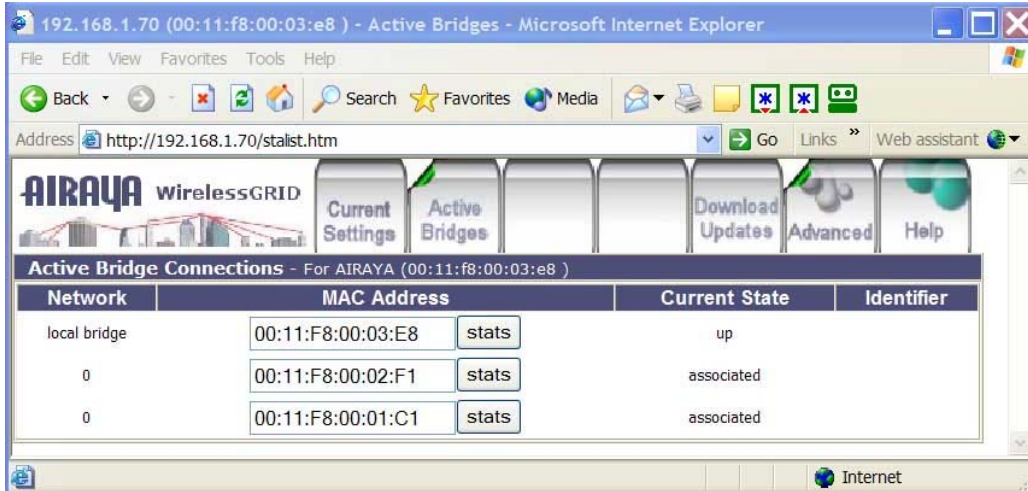 192.168.1.70 (00:11:f8:00:03:e8 ) - Active Bridges - Microsoft Internet Explorer
File Edit View Favorites Tools Help
Back Search Favorites Media
Address http://192.168.1.70/stalist.htm Go Links » Web assistant
AIRAYA WirelessGRID
Current Settings
Active Bridges
Download Updates
Advanced
Help
Active Bridge Connections - For AIRAYA (00:11:f8:00:03:e8 )
Network MAC Address Current State Identifier
local bridge 00:11:F8:00:03:E8 stats up
0 00:11:F8:00:02:F1 stats associated
0 00:11:F8:00:01:C1 stats associated
Internet